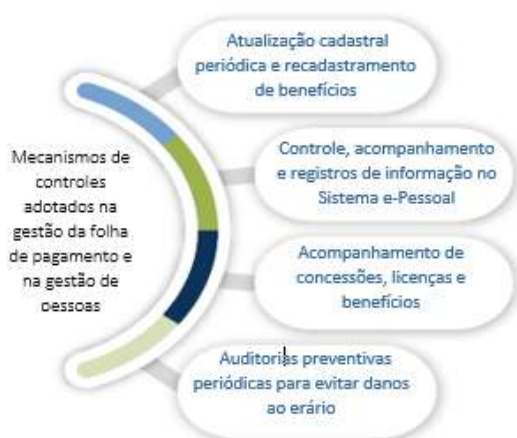 Mecanismos de
controles
adotados na
gestão da folha
de pagamento e
na gestão de
pessoas
Atualização cadastral
periódica e recadastramento
de benefícios
Controle, acompanhamento
e registros de informação no
Sistema e-Pessoal
Acompanhamento de
concessões, licenças e
benefícios
Auditorias preventivas
periódicas para evitar danos
ao erário